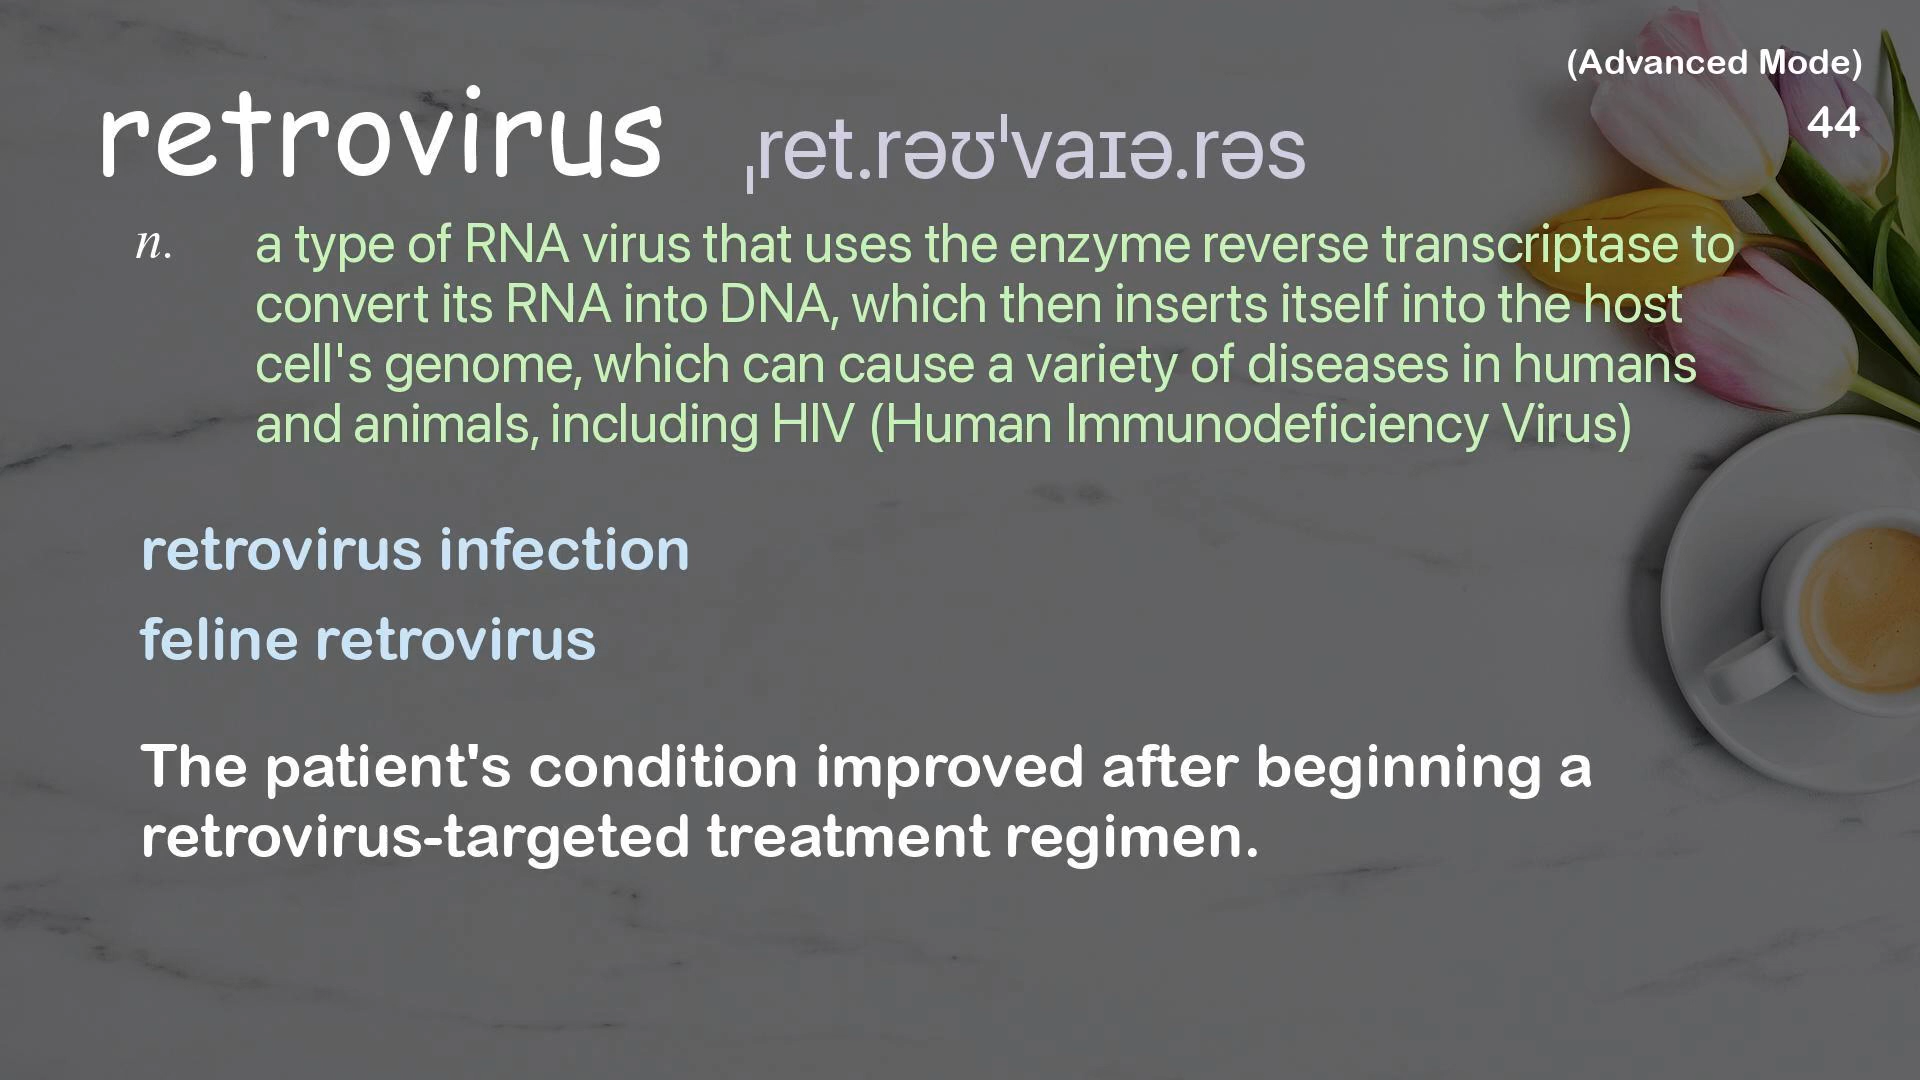 (Advanced Mode)
44
retrovirus ˌret.rəʊˈvaɪə.rəs
n. a type of RNA virus that uses the enzyme reverse transcriptase to
convert its RNA into DNA, which then inserts itself into the host
cell's genome, which can cause a variety of diseases in humans
and animals, including HIV (Human Immunodeficiency Virus)
retrovirus infection
feline retrovirus
The patient's condition improved after beginning a
retrovirus-targeted treatment regimen.